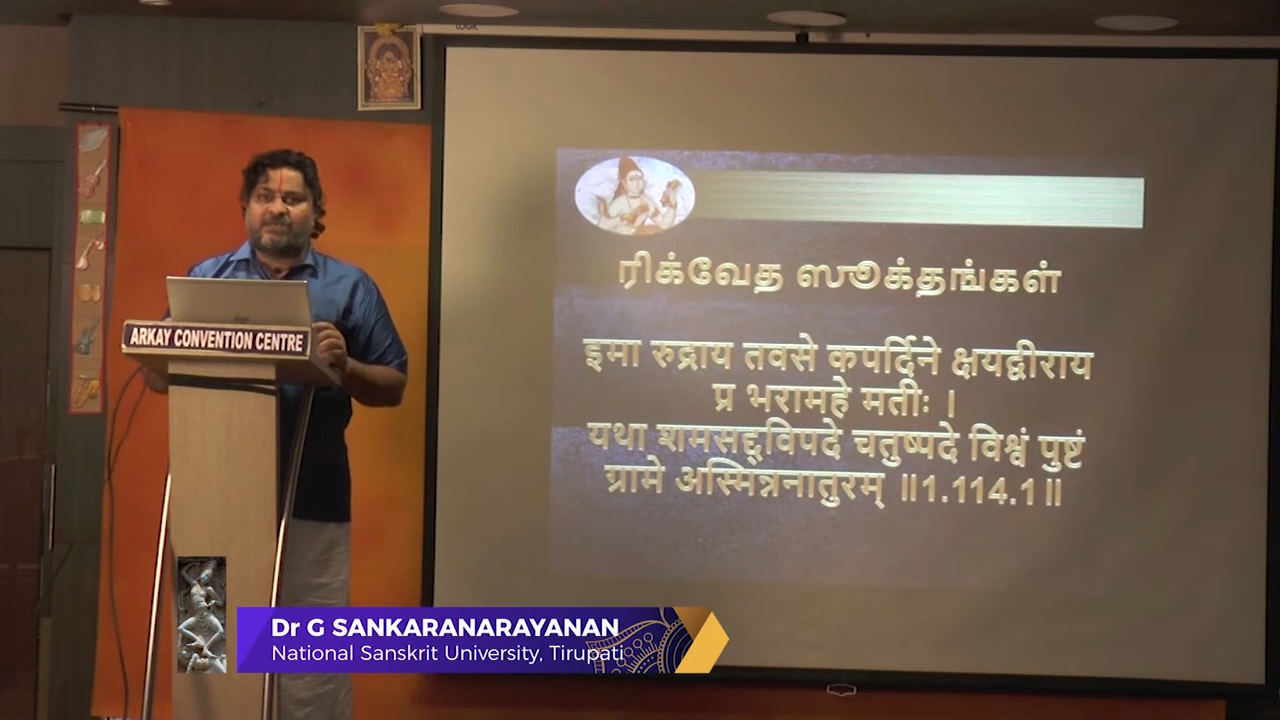 ARKAY CONVENTION CENTRE
ரிக்வேத ஸூக்தங்கள்
इमा रुद्राय तवसे कपर्दिने क्षयद्वीराय
प्र भरामहे मतीः ।
यथा शमसद्द्विपदे चतुष्पदे विश्वं पुष्टं
ग्रामे अस्मिन्ननातुरम् ॥1.114.1॥
Dr G SANKARANARAYANAN
National Sanskrit University, Tirupati